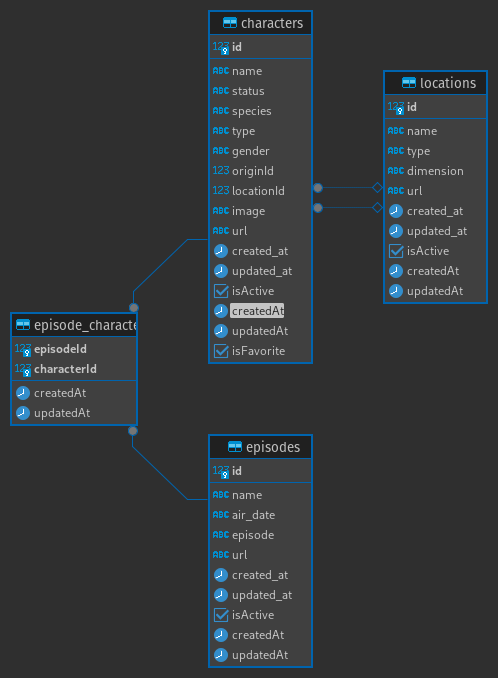 characters
123 id
ABC name
ABC status
ABC species
ABC type
ABC gender
123 originId
123 locationId
ABC image
ABC url
created_at
updated_at
isActive
createdAt
updatedAt
isFavorite
locations
123 id
ABC name
ABC type
ABC dimension
ABC url
created_at
updated_at
isActive
createdAt
updatedAt
episode_characte
123 episodeId
123 characterId
createdAt
updatedAt
episodes
123 id
ABC name
ABC air_date
ABC episode
ABC url
created_at
updated_at
isActive
createdAt
updatedAt